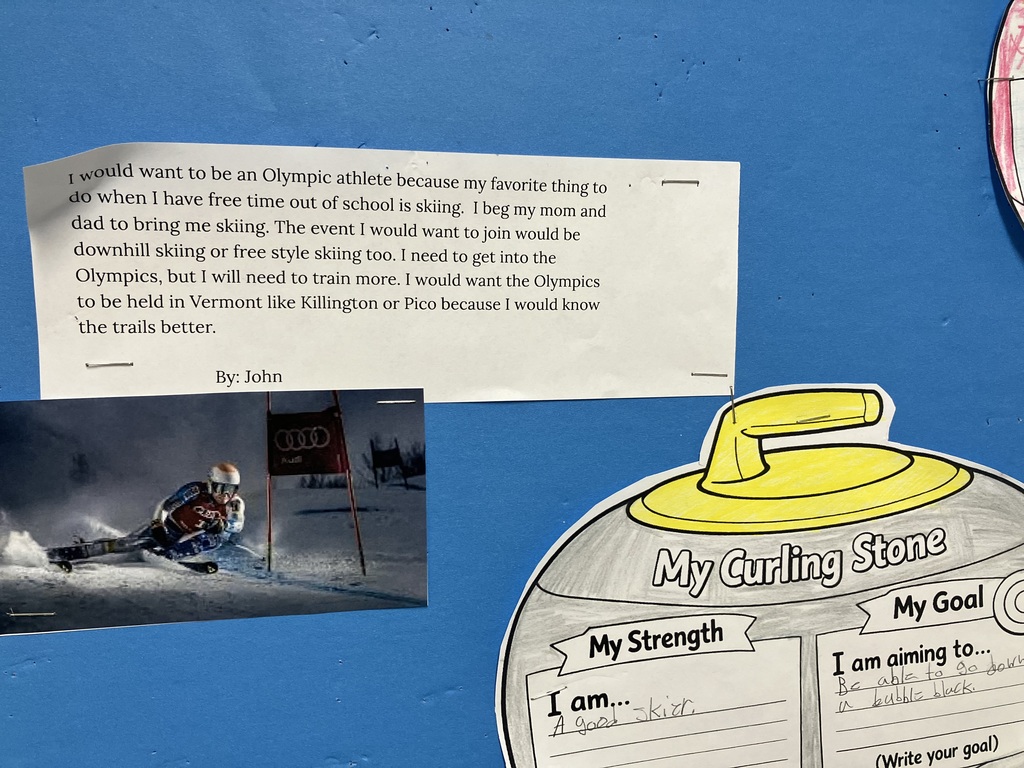 I would want to be an Olympic athlete because my favorite thing to
do when I have free time out of school is skiing.  I beg my mom and
dad to bring me skiing. The event I would want to join would be
downhill skiing or free style skiing too. I need to get into the
Olympics, but I will need to train more. I would want the Olympics
to be held in Vermont like Killington or Pico because I would know
the trails better.
By: John
Audi
My Curling Stone
My Strength
I am...
A good skier.
My Goal
I am aiming to...
Be able to go down
a bubble black.
(Write your goal)